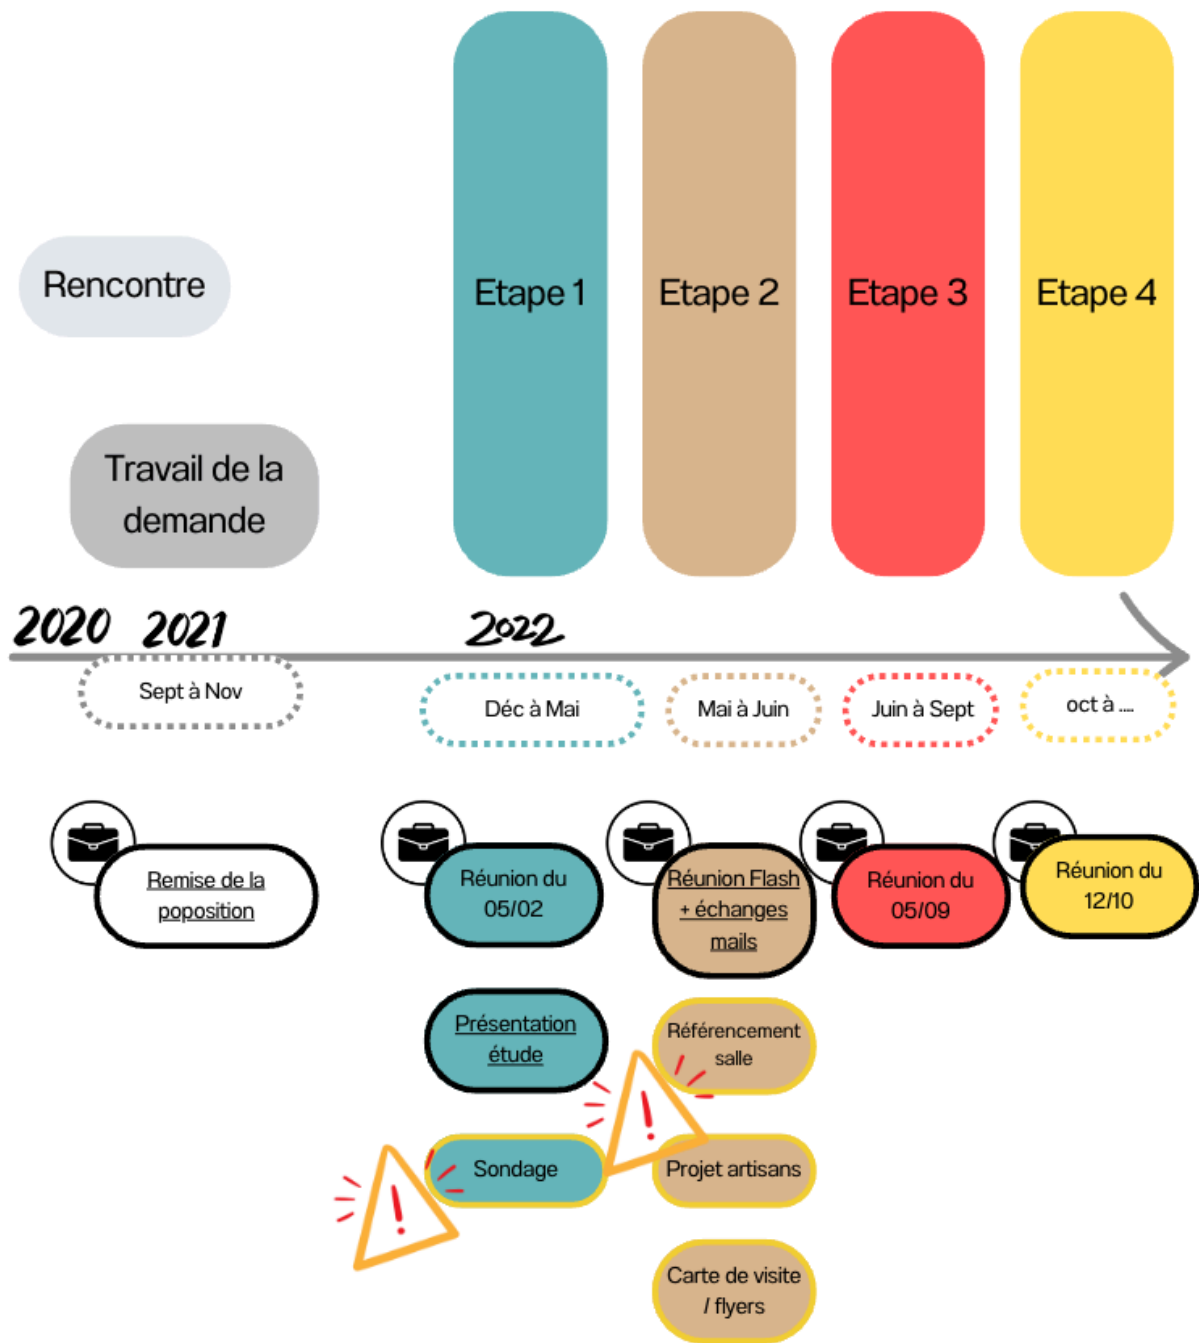 Rencontre
Travail de la
demande
Etape 1
Etape 2
Etape 3
Etape 4
2020
2021
2022
Sept à Nov
Déc à Mai
Mai à Juin
Juin à Sept
oct à ....
Remise de la
poposition
Réunion du
05/02
Réunion Flash
+ échanges
mails
Réunion du
05/09
Réunion du
12/10
Présentation
étude
Référencement
salle
Sondage
Projet artisans
Carte de visite
/ flyers